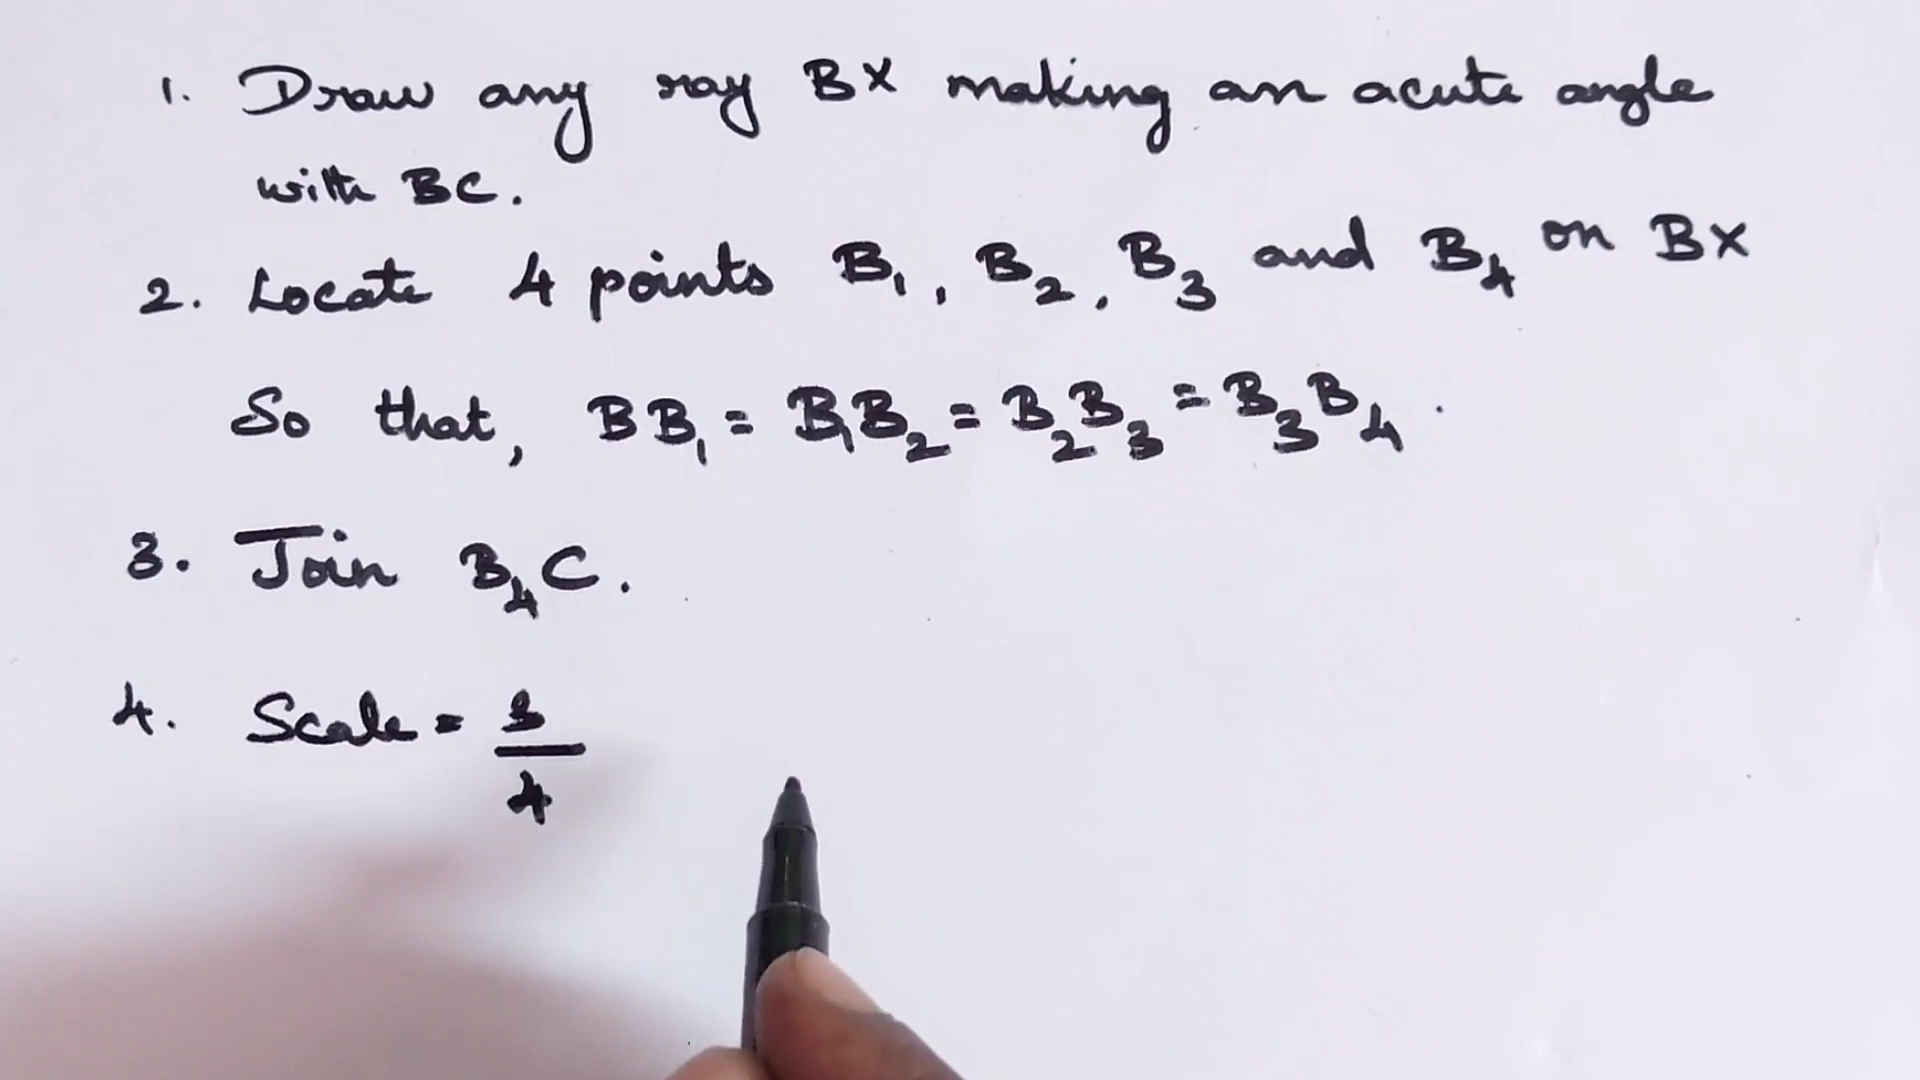 1. Draw any ray BX making an acute angle
with BC.
2. Locate 4 points B₁, B₂, B₃ and B₄ on BX
So that, BB₁ = B₁B₂ = B₂B₃ = B₃B₄.
3. Join B₄C.
4. Scale = 3/4